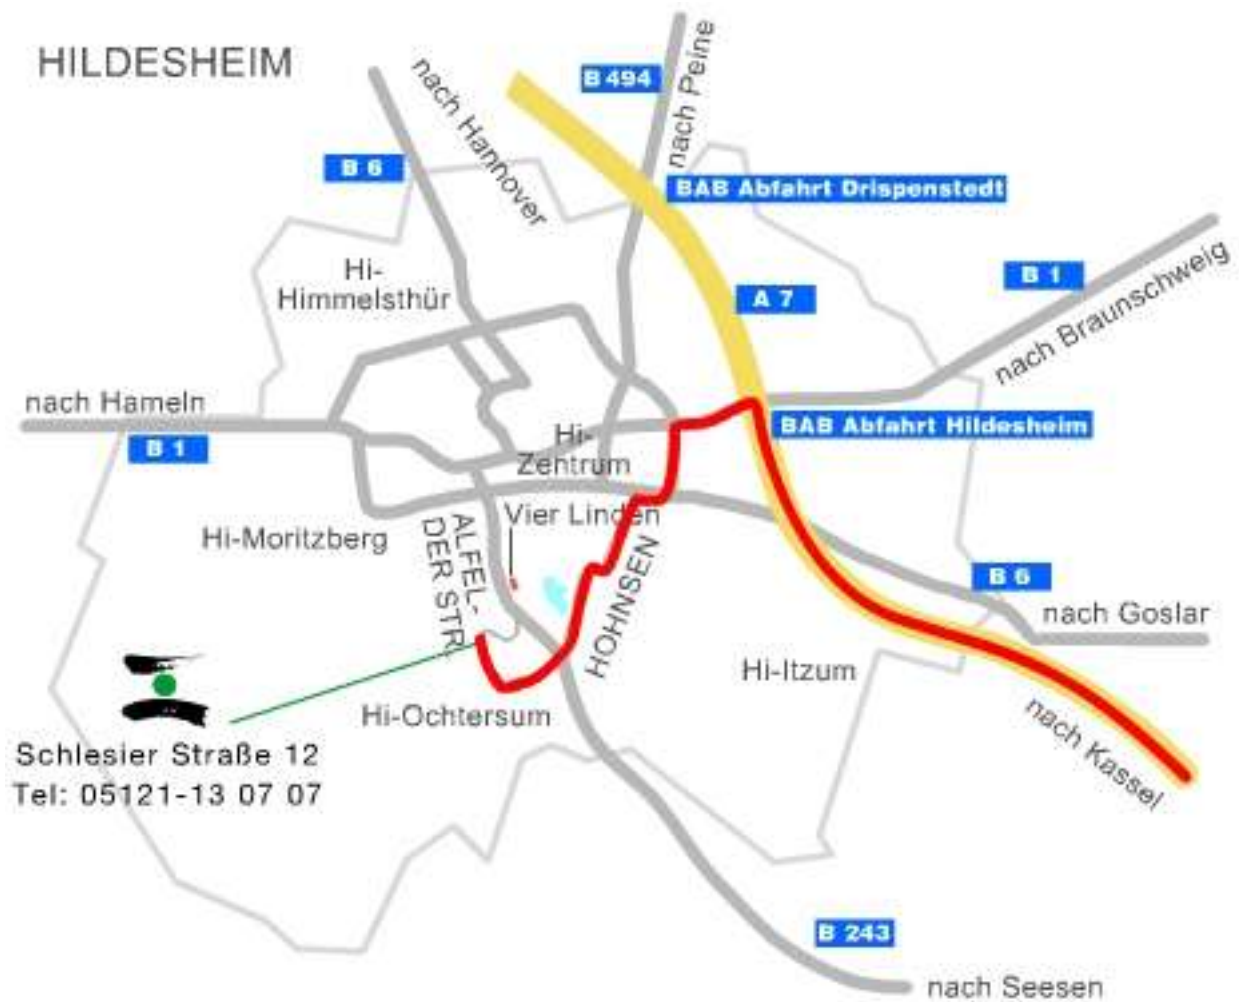 HILDESHEIM
nach Hannover
B 494
nach Peine
B 6
BAB Abfahrt Drispenstedt
Hi-
Himmelsthür
A 7
B 1
nach Braunschweig
nach Hameln
B 1
BAB Abfahrt Hildesheim
Hi-
Zentrum
Hi-Moritzberg
Vier Linden
ALFEL-
DER STR.
HOHNSEN
B 6
nach Goslar
Hi-Itzum
Hi-Ochtersum
nach Kassel
Schlesier Straße 12
Tel: 05121-13 07 07
B 243
nach Seesen